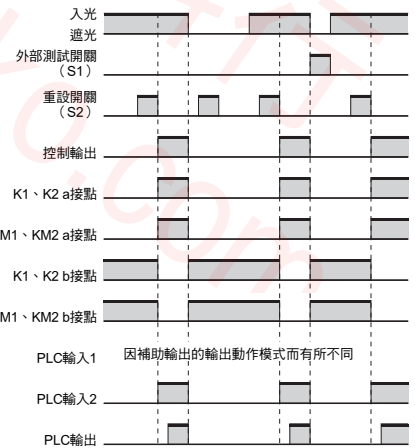 入光
遮光
外部測試開關
（S1）
重設開關
（S2）
控制輸出
K1、K2 a接點
M1、KM2 a接點
K1、K2 b接點
M1、KM2 b接點
PLC輸入1 因補助輸出的輸出動作模式而有所不同
PLC輸入2
PLC輸出